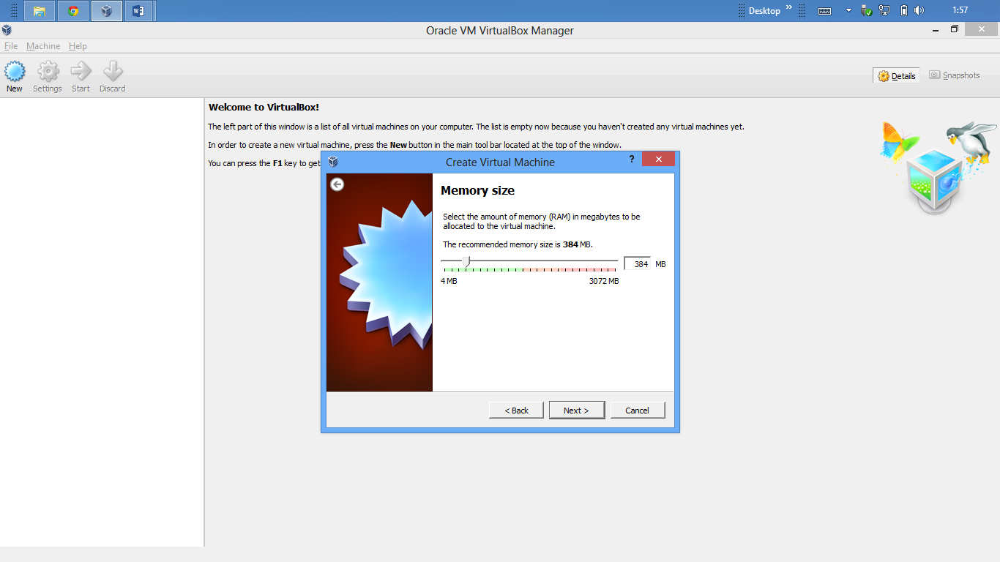 Desktop
1:57
Oracle VM VirtualBox Manager
File Machine Help
New Settings Start Discard
Details Snapshots
Welcome to VirtualBox!
The left part of this window is a list of all virtual machines on your computer. The list is empty now because you haven't created any virtual machines yet.
In order to create a new virtual machine, press the New button in the main tool bar located at the top of the window.
You can press the F1 key to get
Create Virtual Machine
?
Memory size
Select the amount of memory (RAM) in megabytes to be
allocated to the virtual machine.
The recommended memory size is 384 MB.
384 MB
4 MB 3072 MB
< Back Next > Cancel